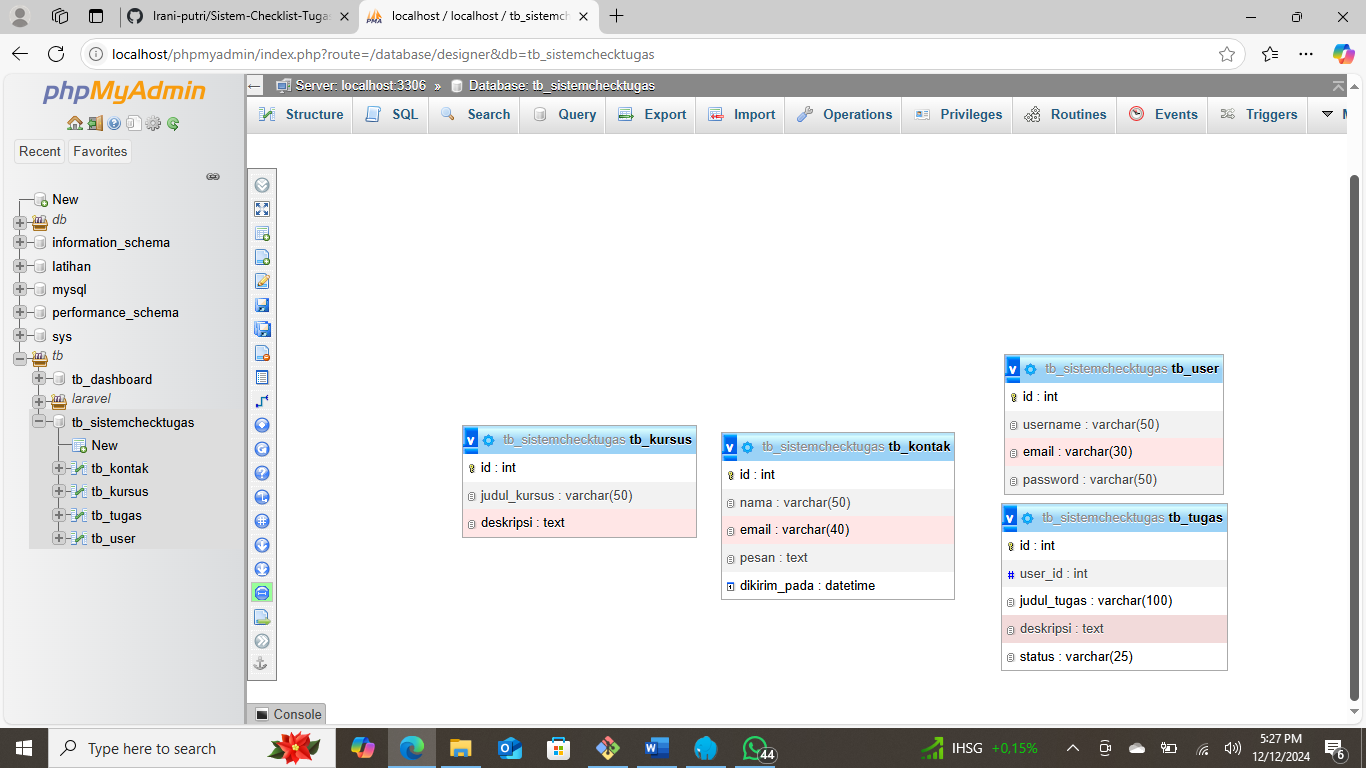 Irani-putri/Sistem-Checklist-Tugas
localhost / localhost / tb_sistemch
localhost/phpmyadmin/index.php?route=/database/designer&db=tb_sistemchecktugas
phpMyAdmin
Recent
Favorites
New
db
information_schema
latihan
mysql
performance_schema
sys
tb
tb_dashboard
laravel
tb_sistemchecktugas
New
tb_kontak
tb_kursus
tb_tugas
tb_user
Server: localhost:3306 » Database: tb_sistemchecktugas
Structure SQL Search Query Export Import Operations Privileges Routines Events Triggers M
v tb_sistemchecktugas tb_kursus
id : int
judul_kursus : varchar(50)
deskripsi : text
v tb_sistemchecktugas tb_kontak
id : int
nama : varchar(50)
email : varchar(40)
pesan : text
dikirim_pada : datetime
v tb_sistemchecktugas tb_user
id : int
username : varchar(50)
email : varchar(30)
password : varchar(50)
v tb_sistemchecktugas tb_tugas
id : int
# user_id : int
judul_tugas : varchar(100)
deskripsi : text
status : varchar(25)
Console
Type here to search
44
IHSG +0,15%
5:27 PM
12/12/2024
6